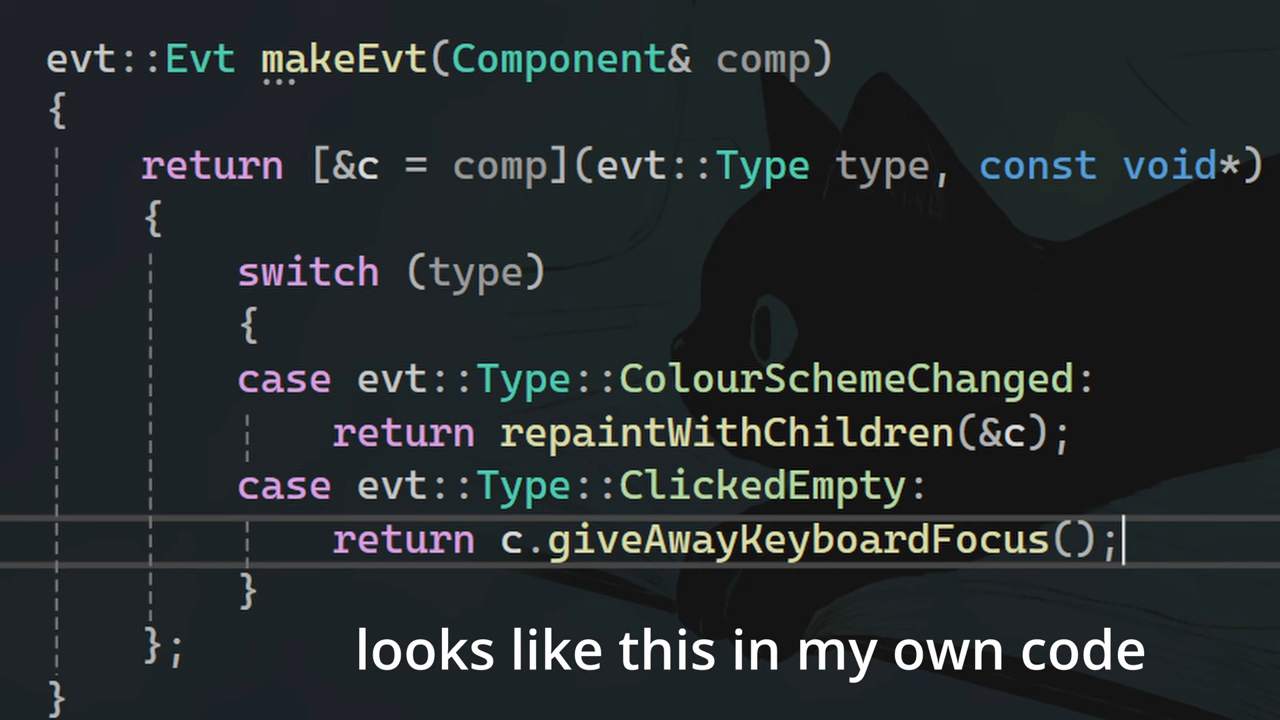 evt::Evt makeEvt(Component& comp)
{
    return [&c = comp](evt::Type type, const void*)
    {
        switch (type)
        {
        case evt::Type::ColourSchemeChanged:
            return repaintWithChildren(&c);
        case evt::Type::ClickedEmpty:
            return c.giveAwayKeyboardFocus();
        }
    };
}
looks like this in my own code